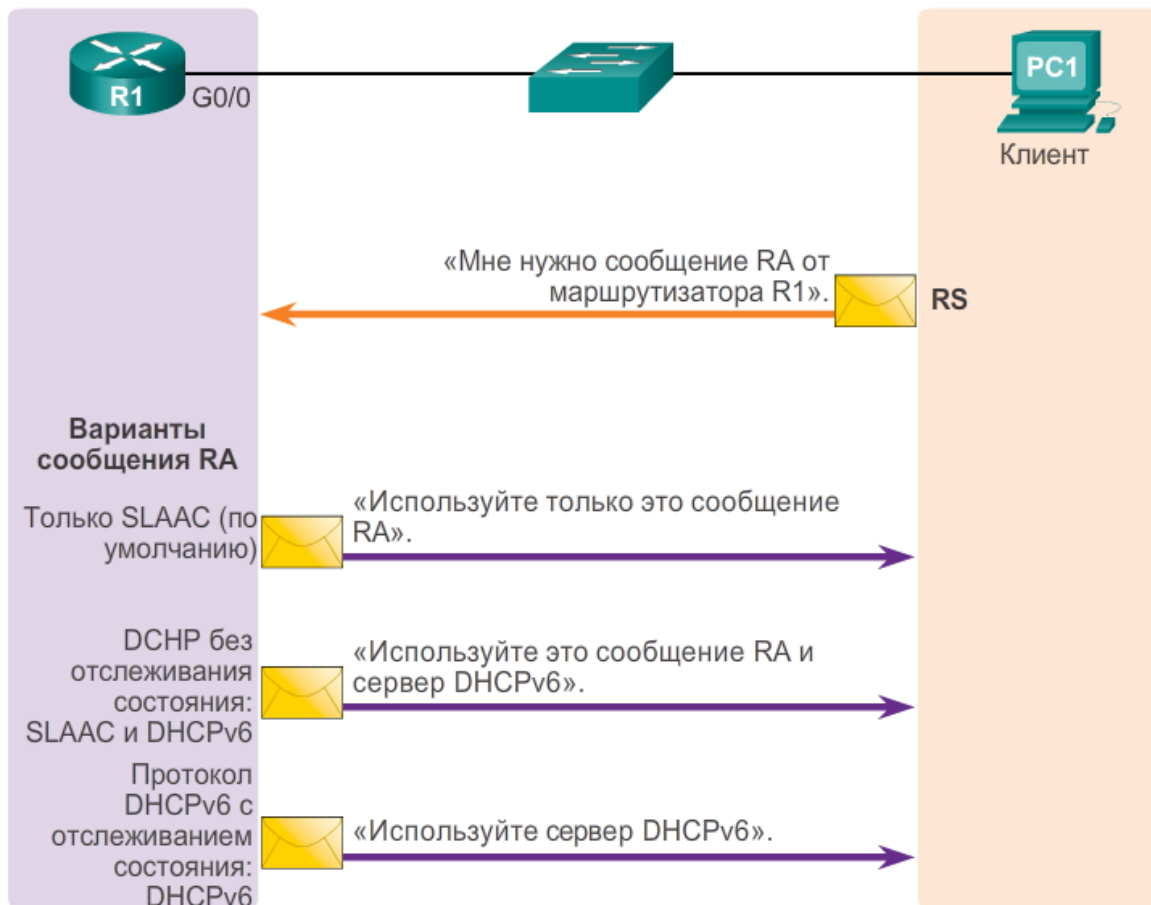 R1
G0/0
PC1
Клиент
«Мне нужно сообщение RA от
маршрутизатора R1».
RS
Варианты
сообщения RA
Только SLAAC (по
умолчанию)
«Используйте только это сообщение
RA».
DCHP без
отслеживания
состояния:
SLAAC и DHCPv6
«Используйте это сообщение RA и
сервер DHCPv6».
Протокол
DHCPv6 с
отслеживанием
состояния:
DHCPv6
«Используйте сервер DHCPv6».